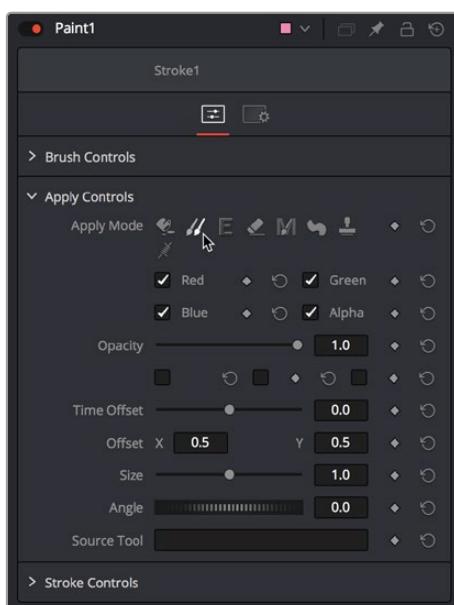 Paint1
Stroke1
Brush Controls
Apply Controls
Apply Mode
Red
Green
Blue
Alpha
Opacity 1.0
Time Offset 0.0
Offset X 0.5 Y 0.5
Size 1.0
Angle 0.0
Source Tool
Stroke Controls